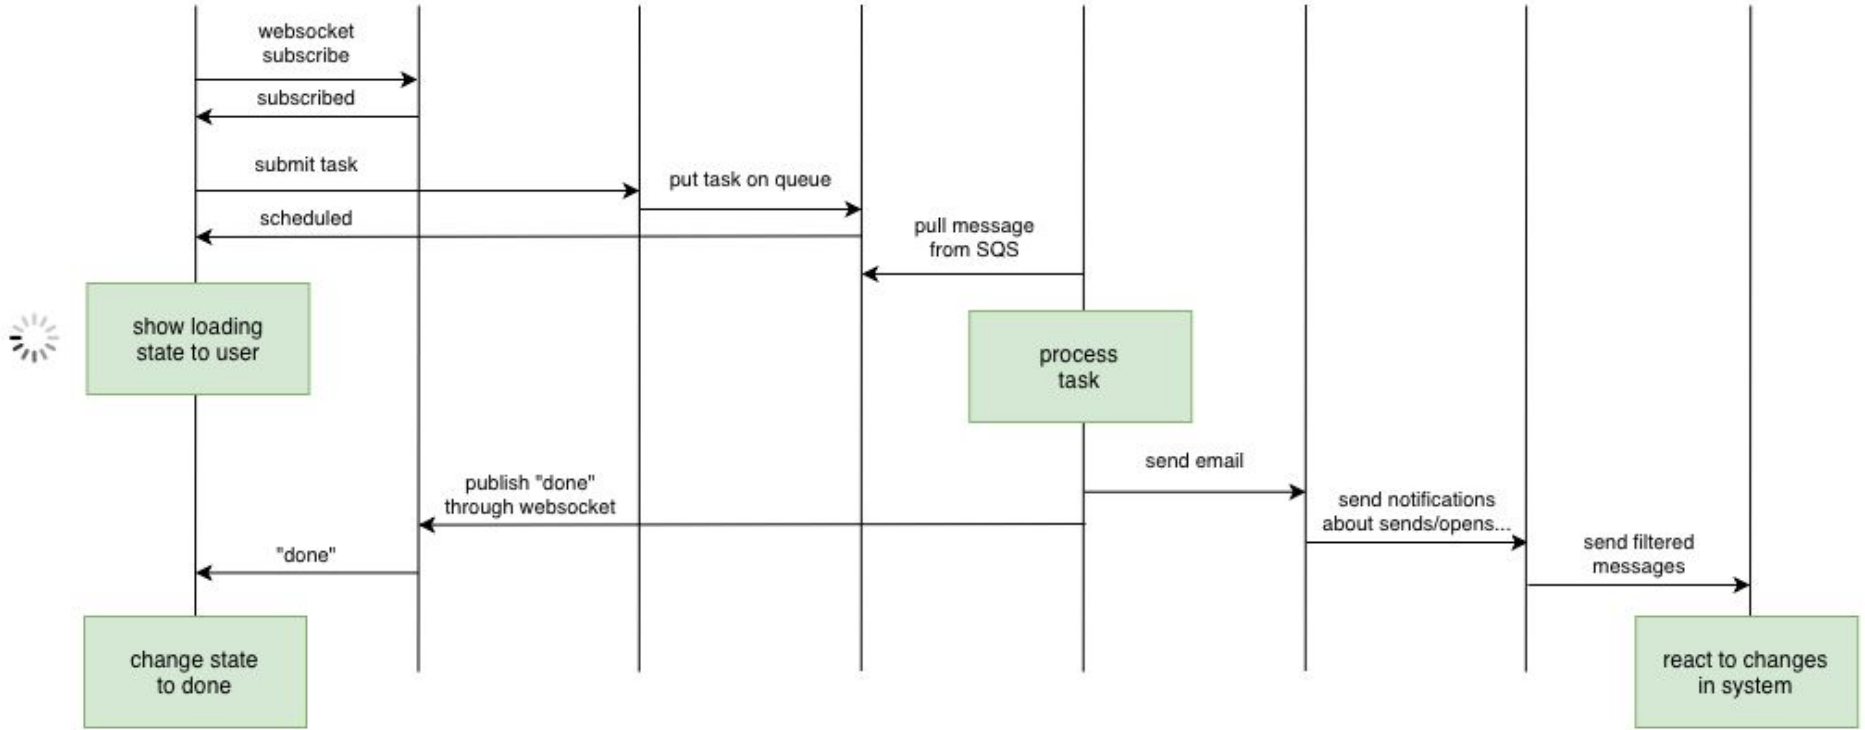 websocket
subscribe
subscribed
submit task
put task on queue
scheduled
pull message
from SQS
show loading
state to user
process
task
send email
publish "done"
through websocket
send notifications
about sends/opens...
"done"
send filtered
messages
change state
to done
react to changes
in system